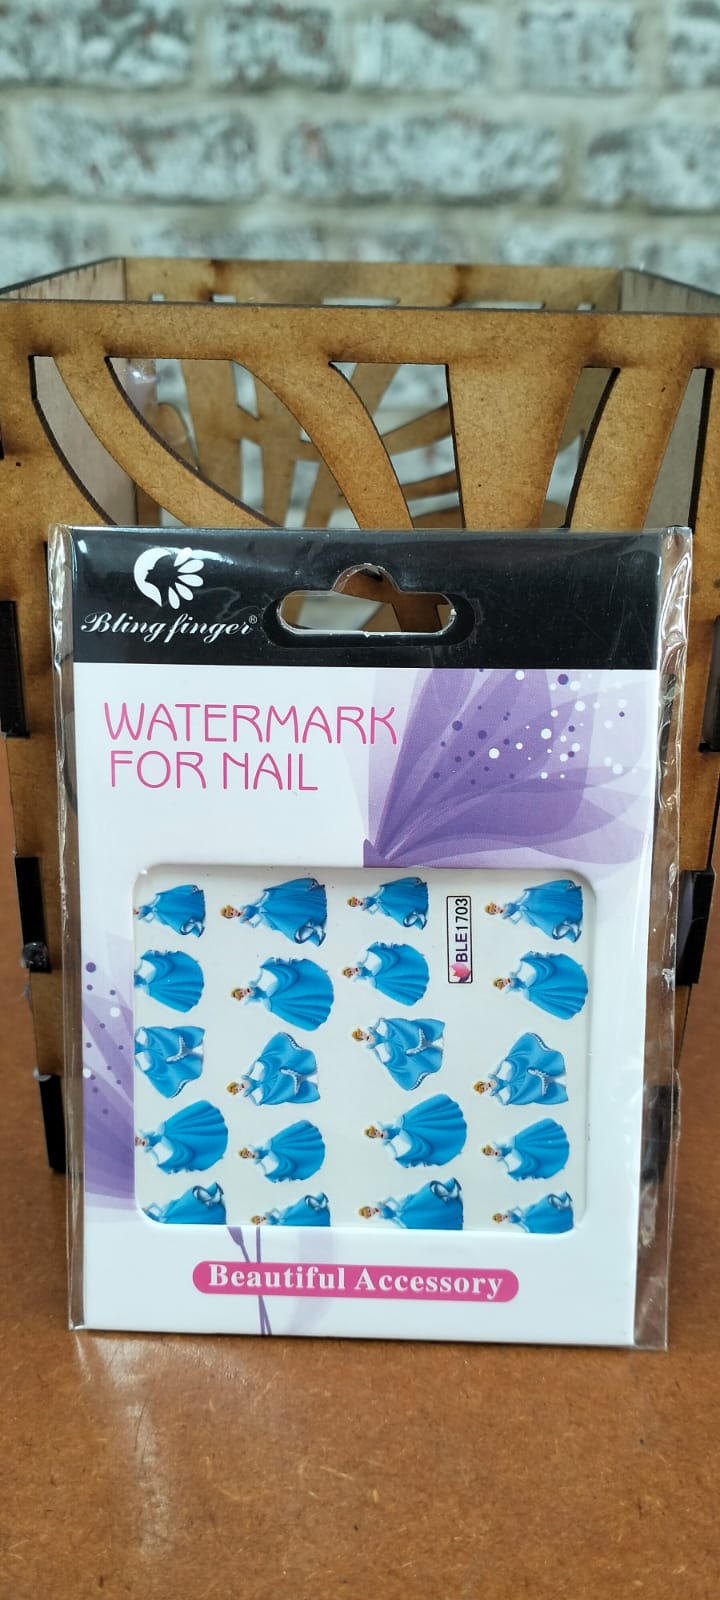 Bling finger®
WATERMARK
FOR NAIL
BLE1703
Beautiful Accessory